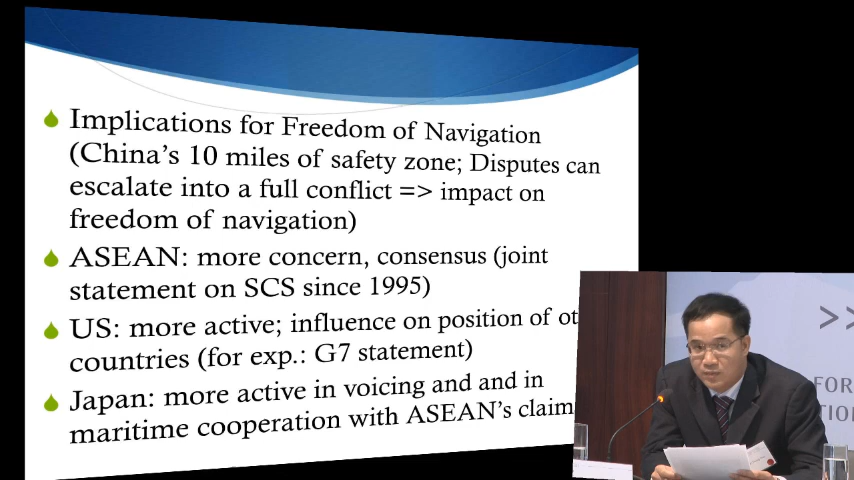 Implications for Freedom of Navigation
(China's 10 miles of safety zone; Disputes can
escalate into a full conflict => impact on
freedom of navigation)
ASEAN: more concern, consensus (joint
statement on SCS since 1995)
US: more active; influence on position of
countries (for exp.: G7 statement)
Japan: more active in voicing and and in
maritime cooperation with ASEAN's claim
FOR